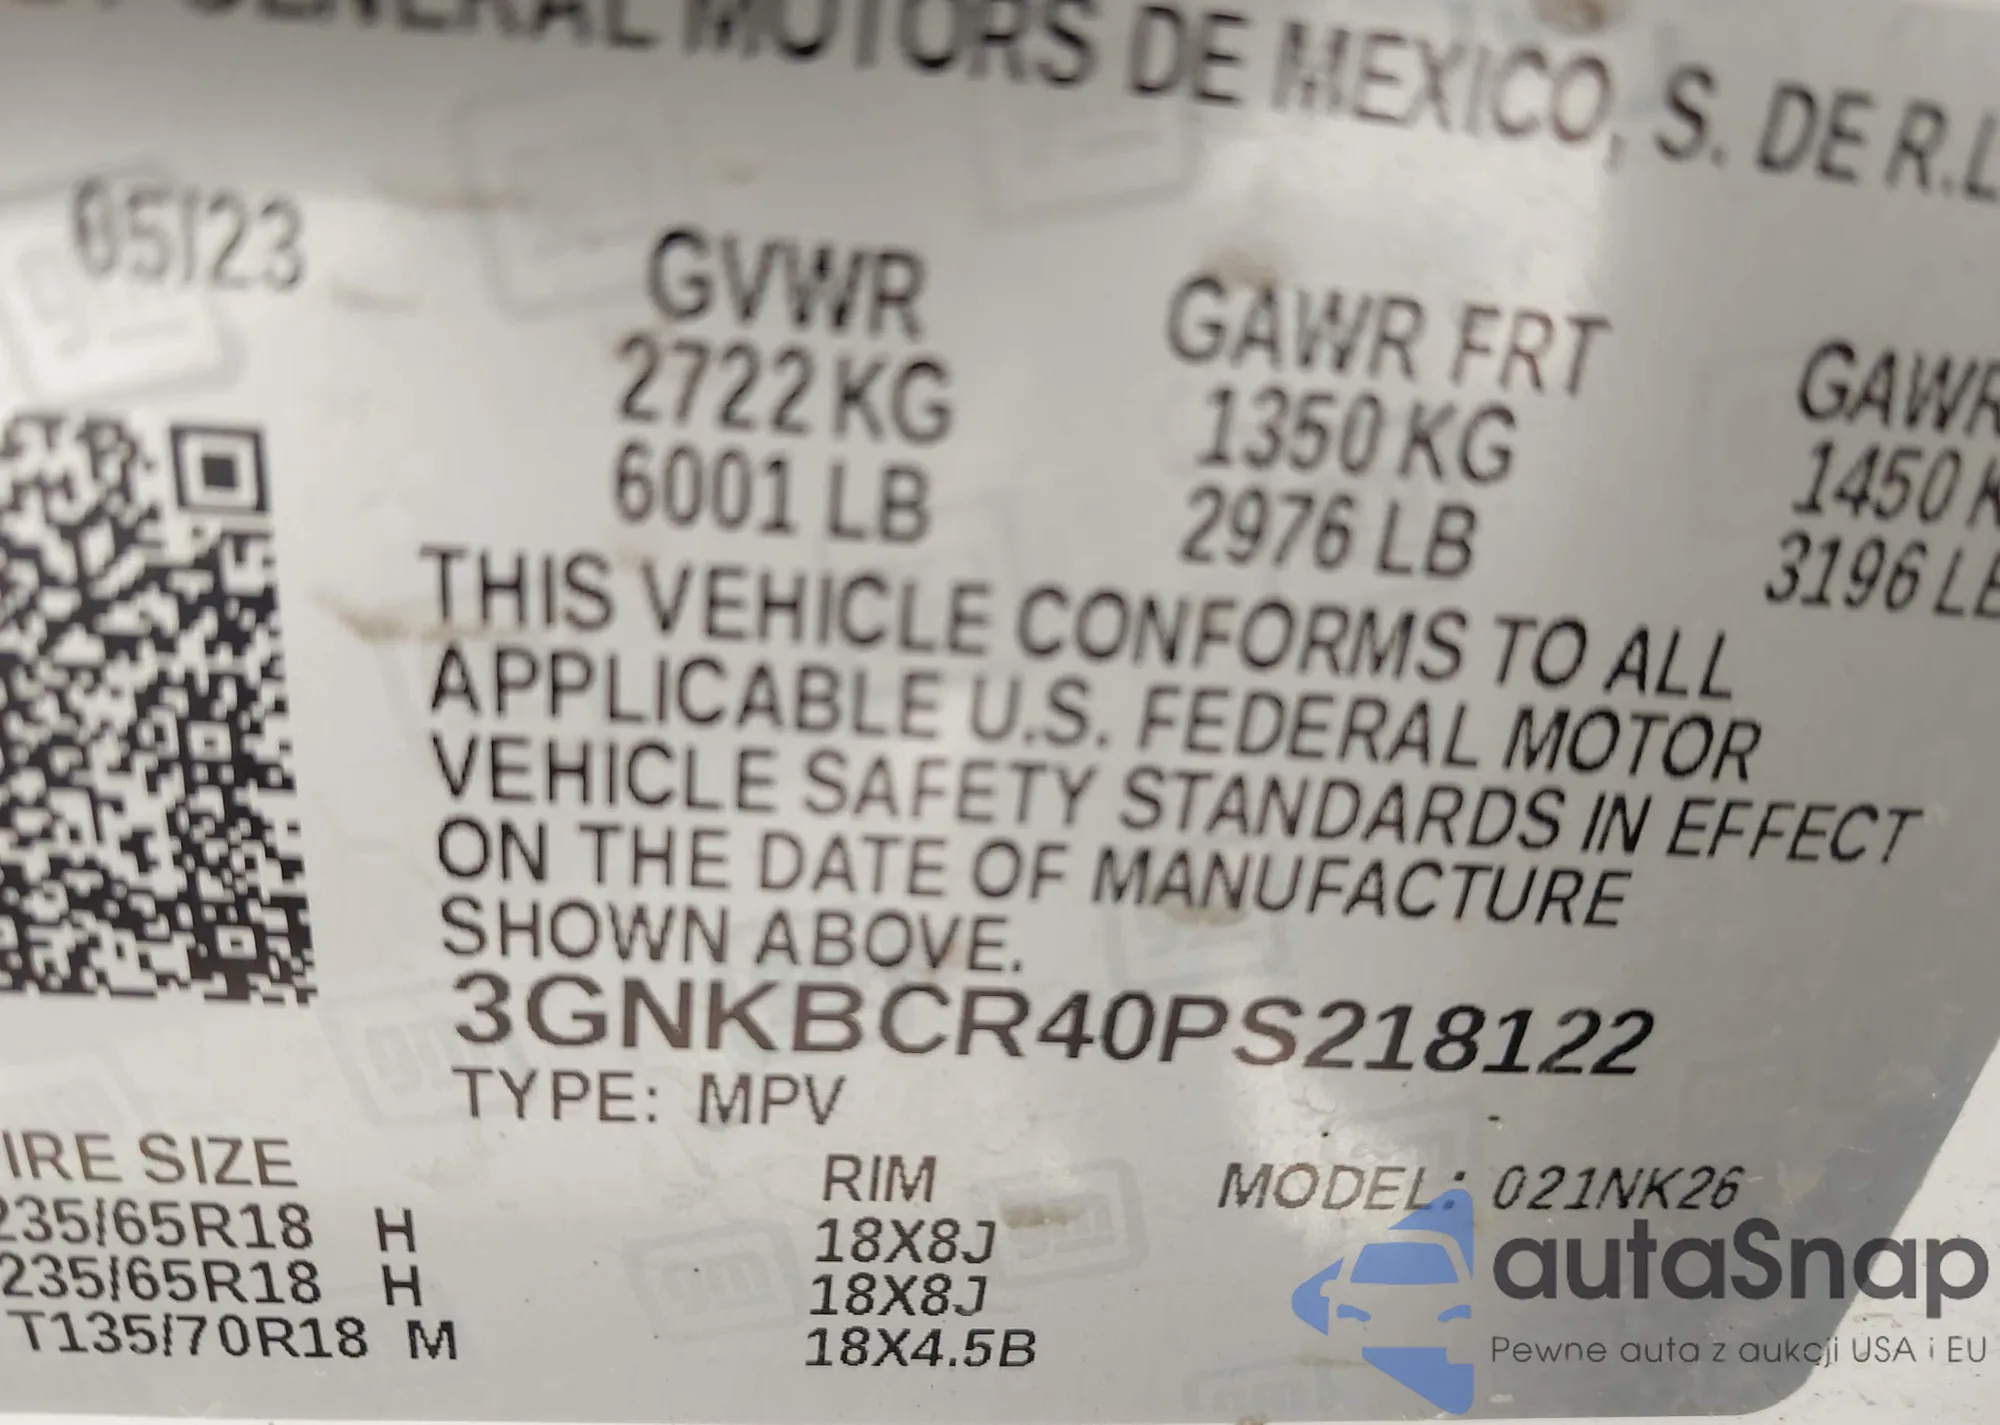 GENERAL MOTORS DE MEXICO, S. DE R.L
05/23
GVWR
2722 KG
6001 LB
GAWR FRT
1350 KG
2976 LB
GAWR
1450 K
3196 LB
THIS VEHICLE CONFORMS TO ALL
APPLICABLE U.S. FEDERAL MOTOR
VEHICLE SAFETY STANDARDS IN EFFECT
ON THE DATE OF MANUFACTURE
SHOWN ABOVE.
3GNKBCR40PS218122
TYPE: MPV
IRE SIZE RIM MODEL: 021NK26
235/65R18 H 18X8J
235/65R18 H 18X8J
T135/70R18 M 18X4.5B
autaSnap
Pewne auta z aukcji USA i EU